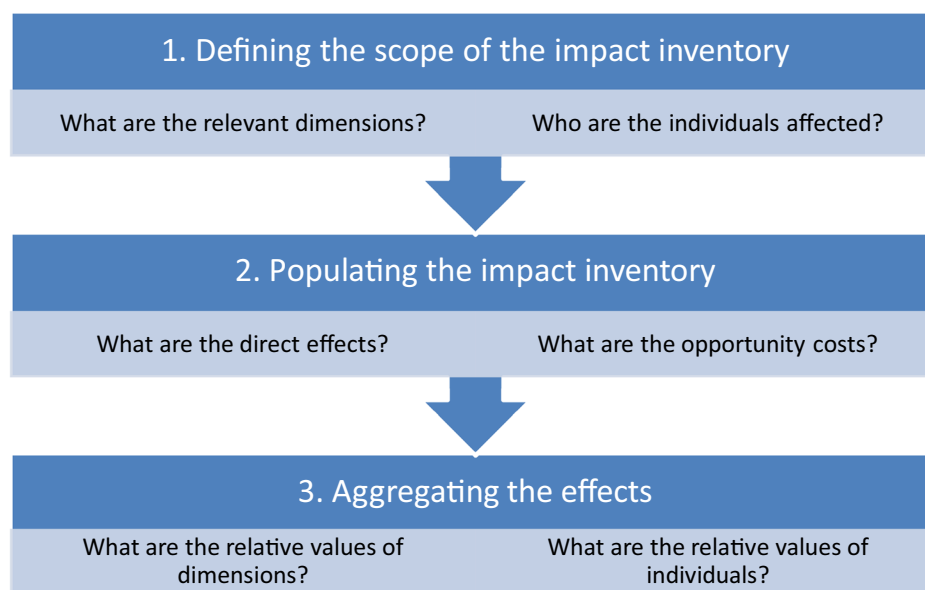 1. Defining the scope of the impact inventory
What are the relevant dimensions?
Who are the individuals affected?
2. Populating the impact inventory
What are the direct effects?
What are the opportunity costs?
3. Aggregating the effects
What are the relative values of
dimensions?
What are the relative values of
individuals?